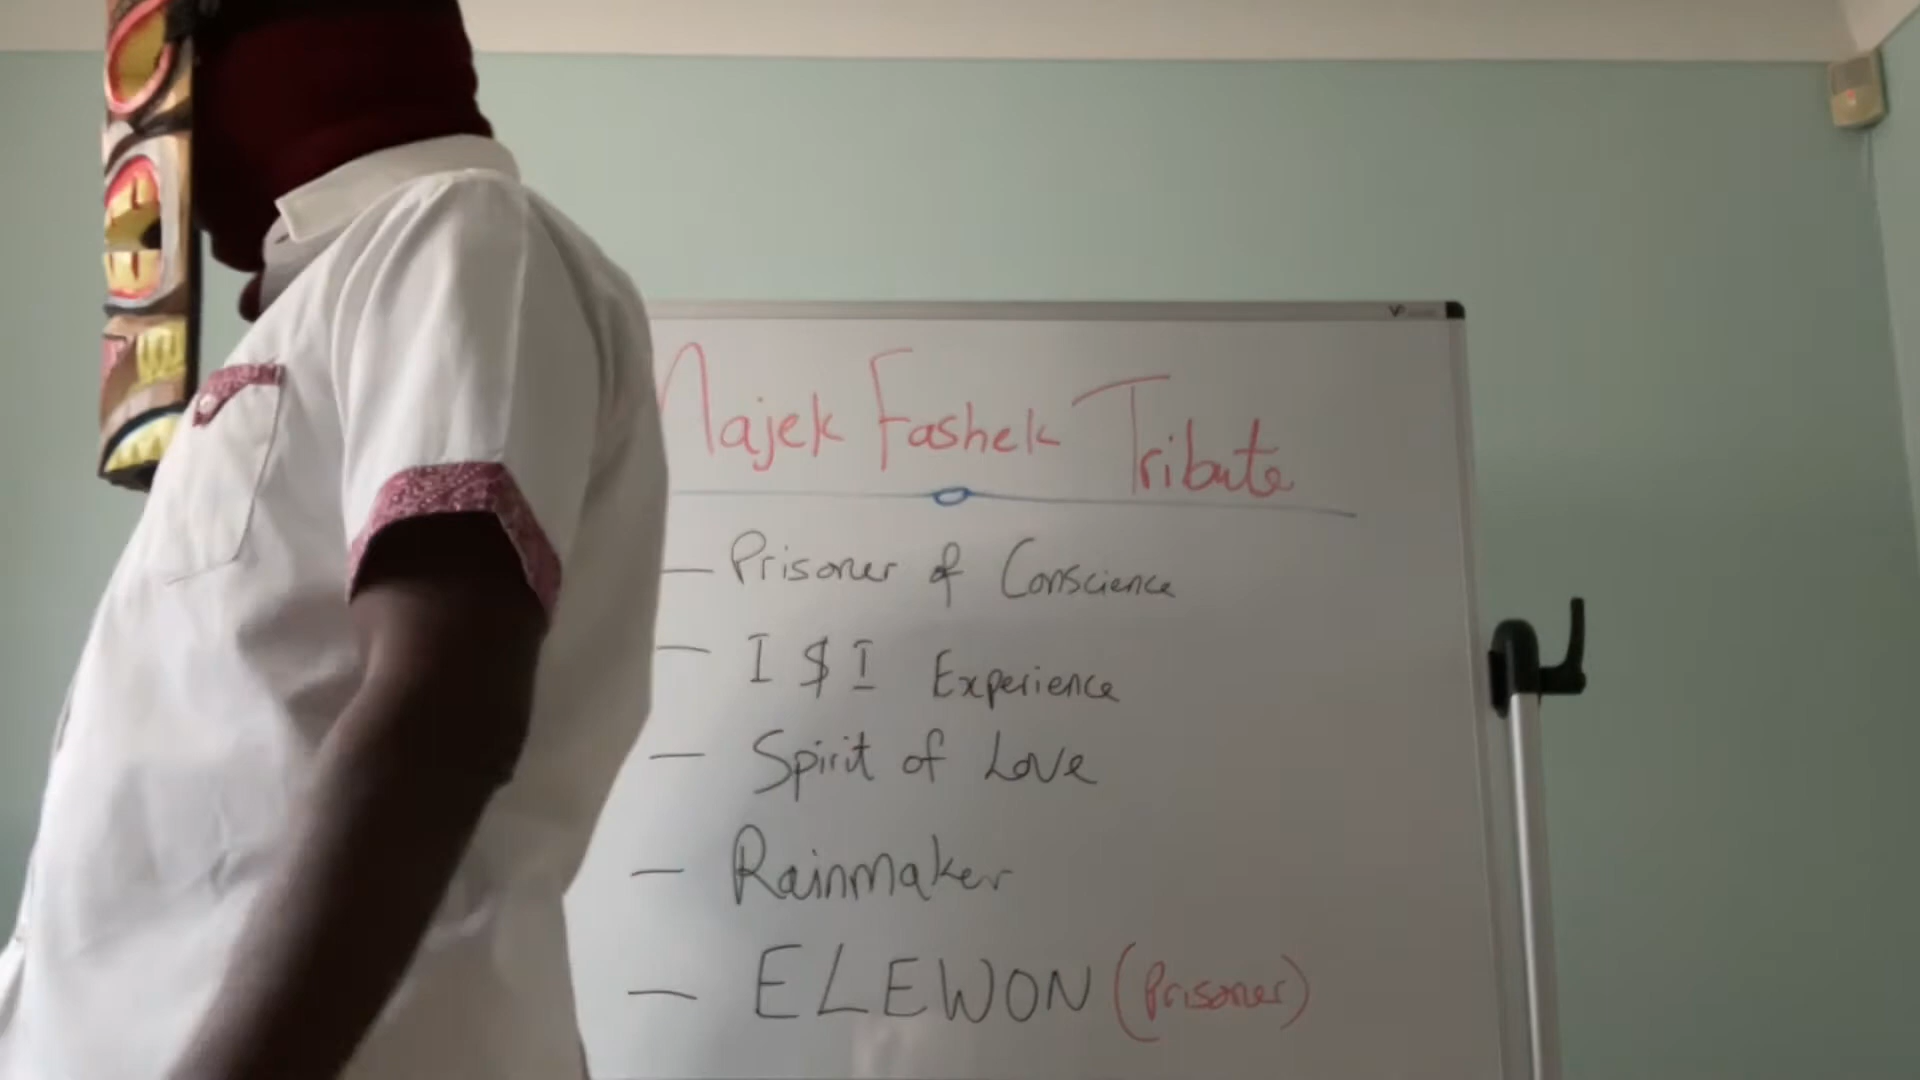 Majek Fashek Tribute
— Prisoner of Conscience
— I $ I Experience
— Spirit of Love
— Rainmaker
— ELEWON (Prisoner)